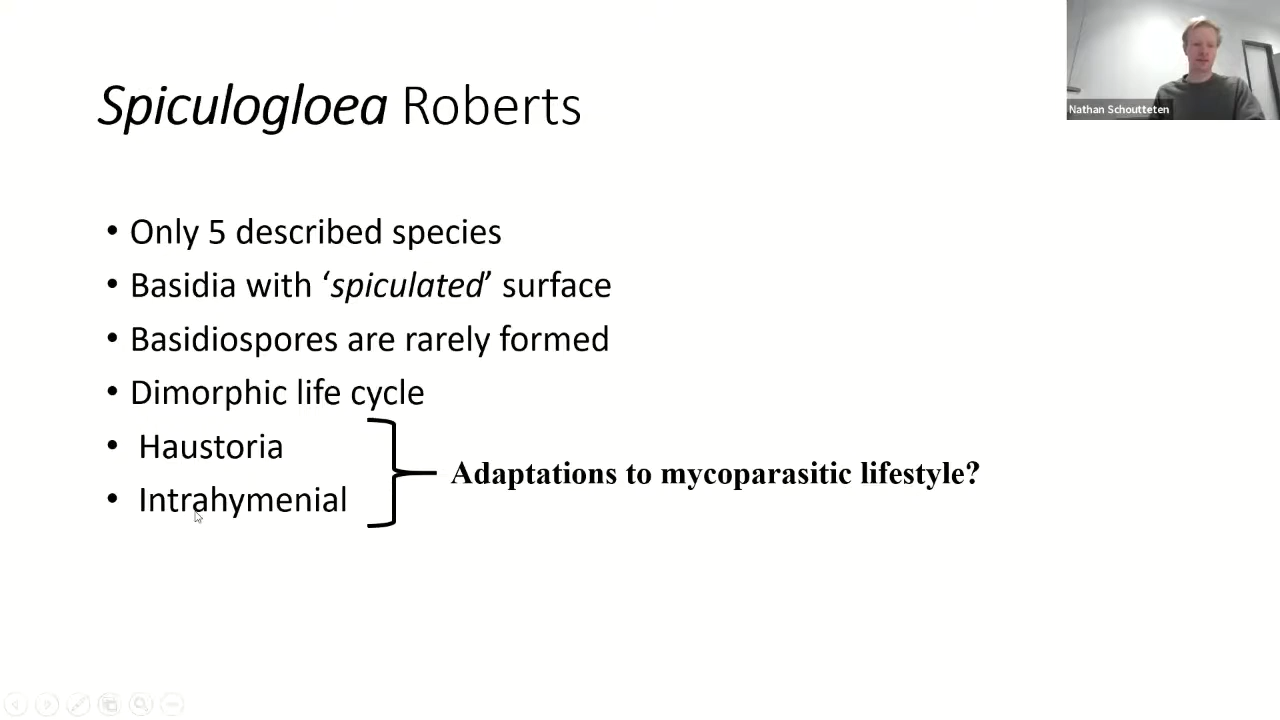 Nathan Schoutteten
Spiculogloea Roberts
• Only 5 described species
• Basidia with ‘spiculated’ surface
• Basidiospores are rarely formed
• Dimorphic life cycle
• Haustoria
• Intrahymenial
Adaptations to mycoparasitic lifestyle?